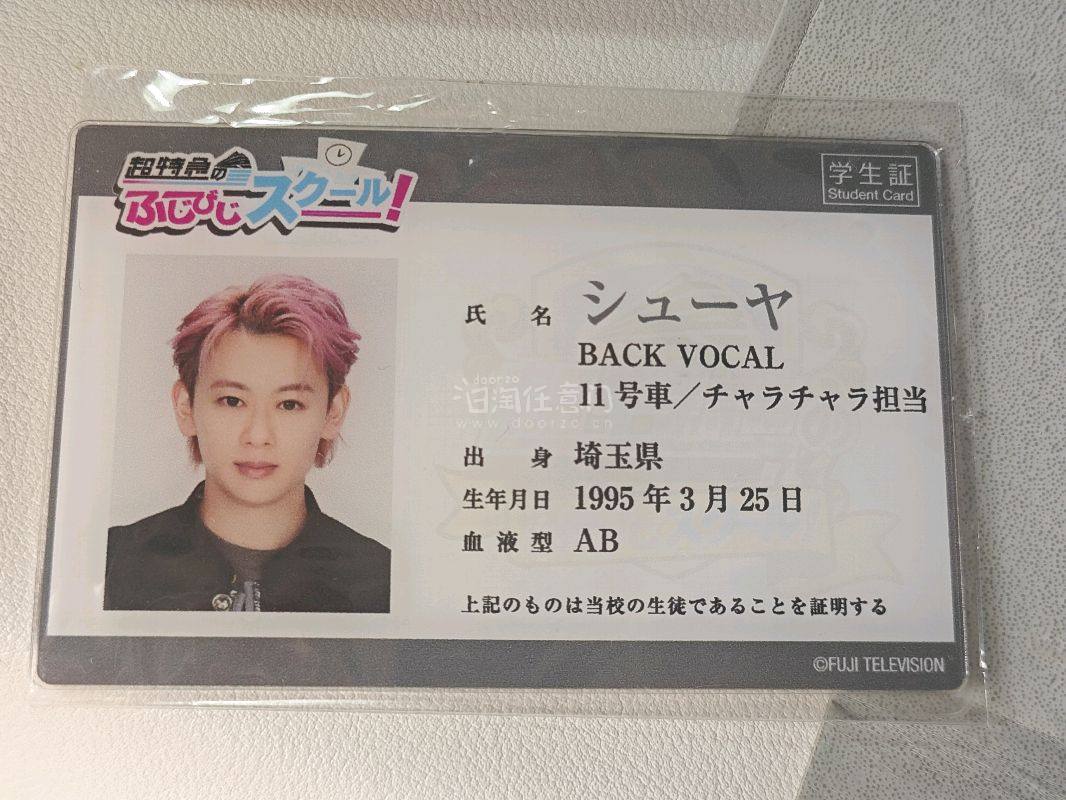 超特急の
ふじびじスクール！
学生証
Student Card
氏名 シューヤ
BACK VOCAL
11号車／チャラチャラ担当
doorzo
www.doorzo.cn
出身 埼玉県
生年月日 1995年3月25日
血液型 AB
上記のものは当校の生徒であることを証明する
©FUJI TELEVISION